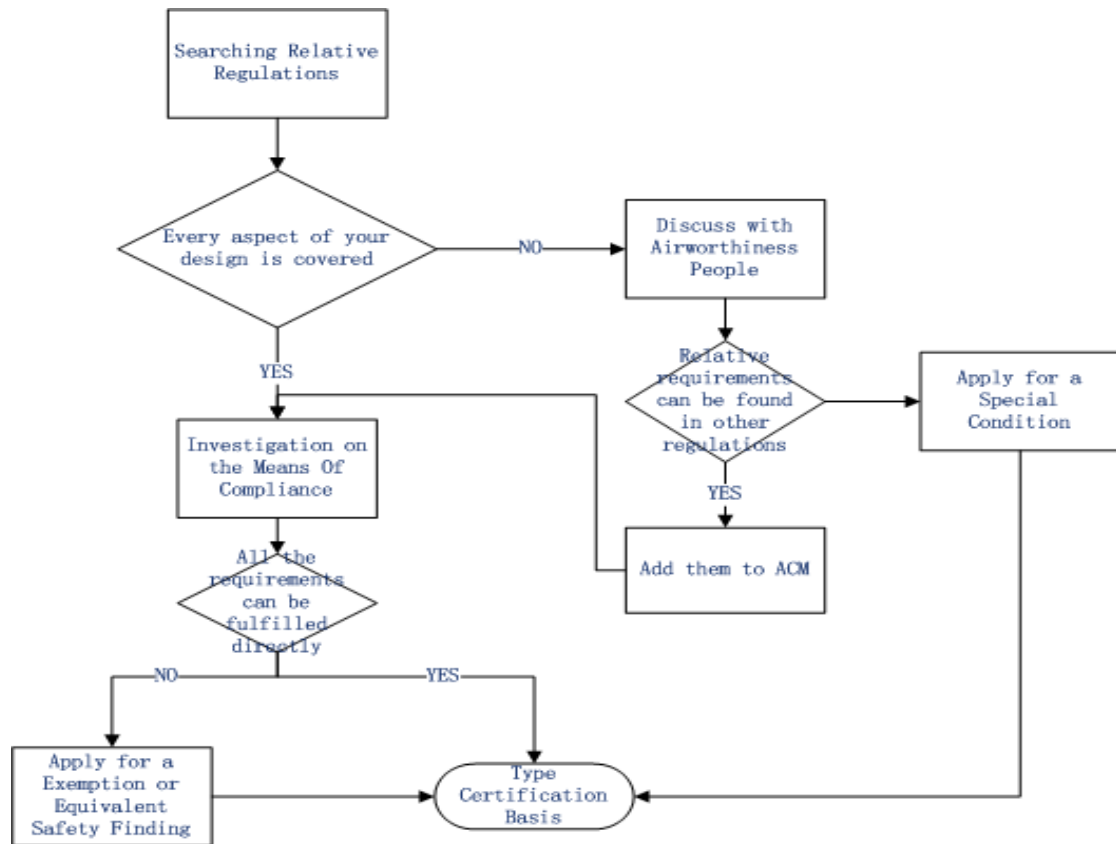 Searching Relative
Regulations
Every aspect of your
design is covered
NO
Discuss with
Airworthiness
People
YES
Relative
requirements
can be found
in other
regulations
Apply for a
Special
Condition
Investigation on
the Means Of
Compliance
YES
Add them to ACM
All the
requirements
can be
fulfilled
directly
NO
YES
Apply for a
Exemption or
Equivalent
Safety Finding
Type
Certification
Basis